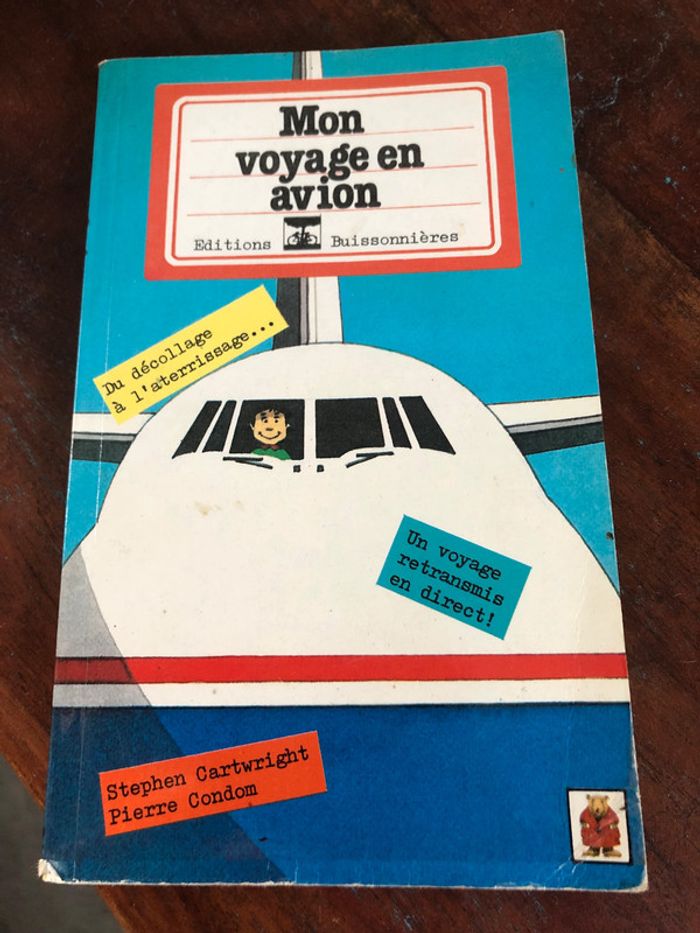 Mon
voyage en
avion
Editions Buissonnières
Du décollage
à l'aterrissage...
Un voyage
retransmis
en direct!
Stephen Cartwright
Pierre Condom